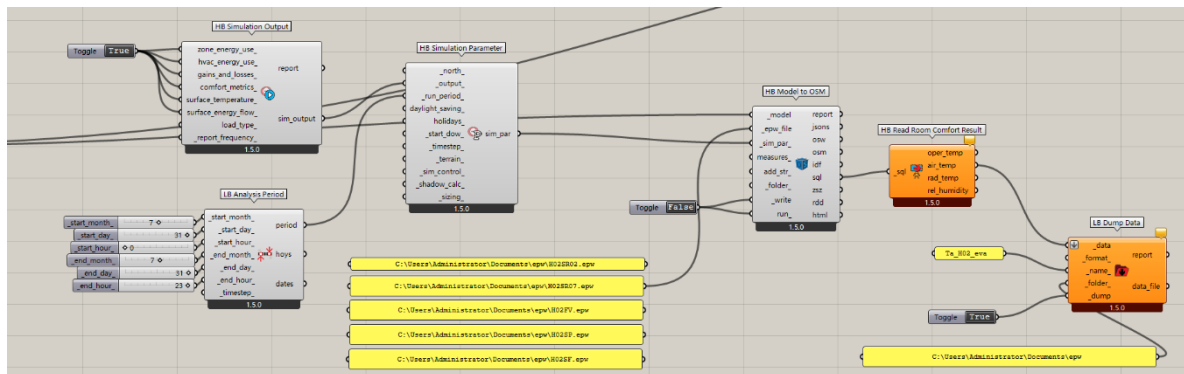 HB Simulation Output
Toggle True
zone_energy_use_
hvac_energy_use_
gains_and_losses_
comfort_metrics_
surface_temperature_
surface_energy_flow_
load_type_
_report_frequency_
report
sim_output
1.5.0
LB Analysis Period
_start_month_ 7
_start_day_ 31
_start_hour_ 0
_end_month_ 7
_end_day_ 31
_end_hour_ 23
_start_month_
_start_day_
_start_hour_
_end_month_
_end_day_
_end_hour_
_timestep_
period
hoys
dates
1.5.0
HB Simulation Parameter
_north_
_output_
_run_period_
daylight_saving_
holidays_
_start_dow_
_timestep_
_terrain_
_sim_control_
_shadow_calc_
_sizing_
sim_par
1.5.0
C:\Users\Administrator\Documents\epw\H02SR02.epw
C:\Users\Administrator\Documents\epw\H02SR07.epw
C:\Users\Administrator\Documents\epw\H02FV.epw
C:\Users\Administrator\Documents\epw\H02SP.epw
C:\Users\Administrator\Documents\epw\H02SF.epw
Toggle False
HB Model to OSM
_model
_epw_file
_sim_par_
measures_
add_str_
_folder_
_write
run_
report
jsons
osw
osm
idf
sql
zsz
rdd
html
1.5.0
HB Read Room Comfort Result
_sql
oper_temp
air_temp
rad_temp
rel_humidity
1.5.0
Ta_H02_eva
Toggle True
LB Dump Data
_data
_format_
_name_
_folder_
_dump
report
data_file
1.5.0
C:\Users\Administrator\Documents\epw